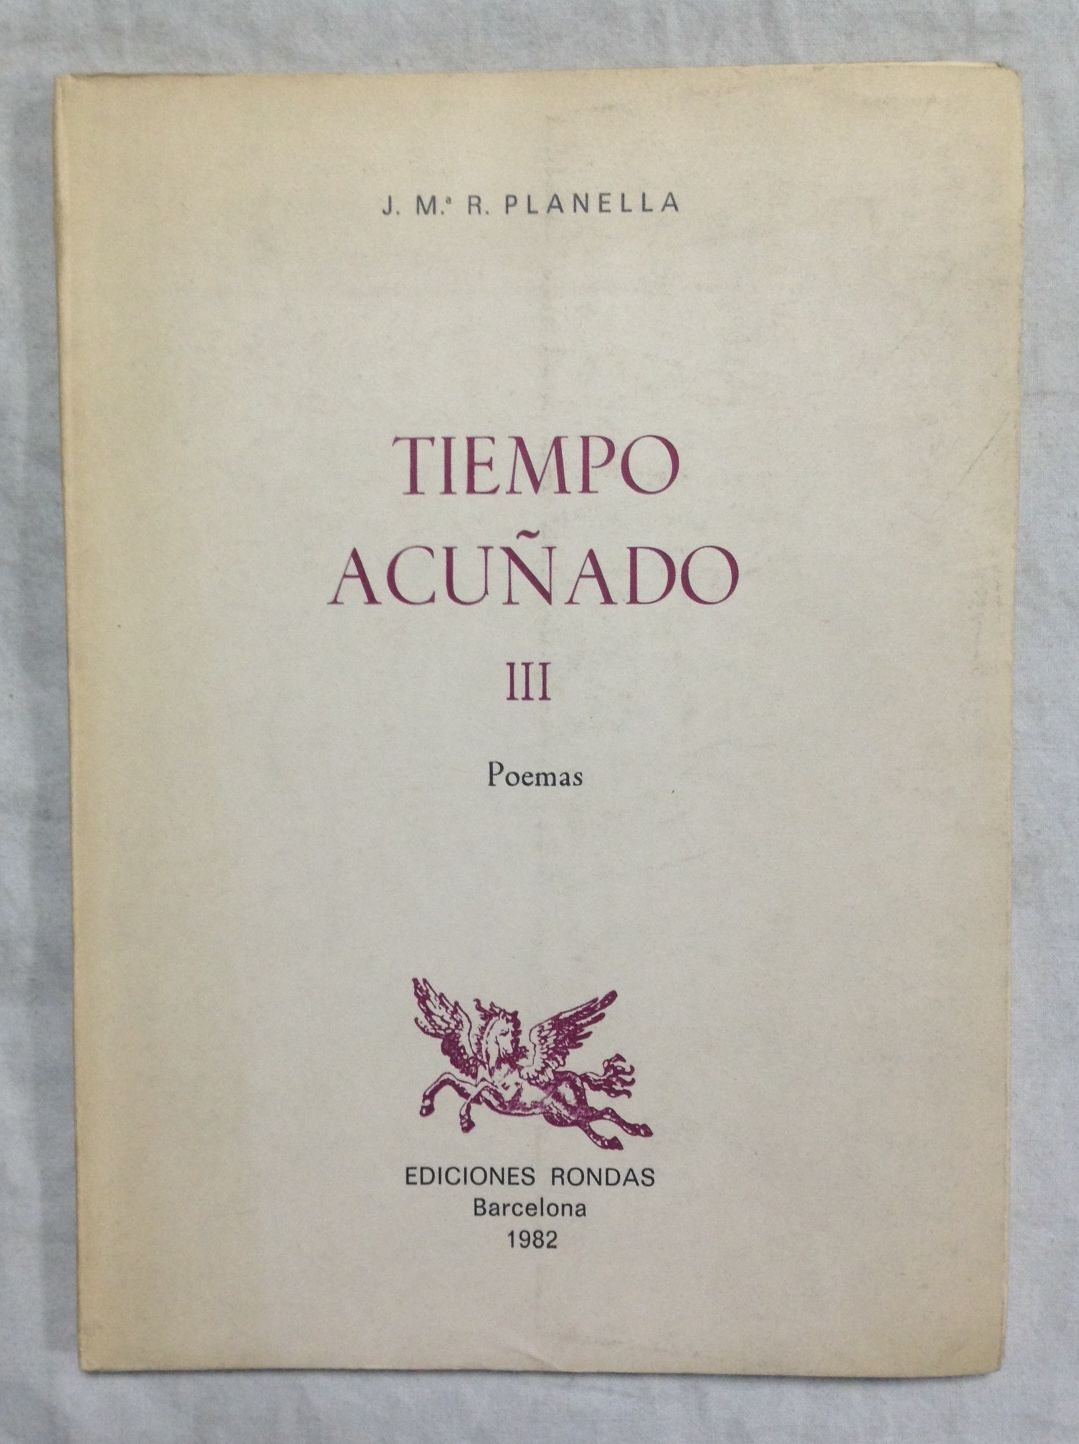 J. M.ª R. PLANELLA
TIEMPO
ACUÑADO
III
Poemas
EDICIONES RONDAS
Barcelona
1982